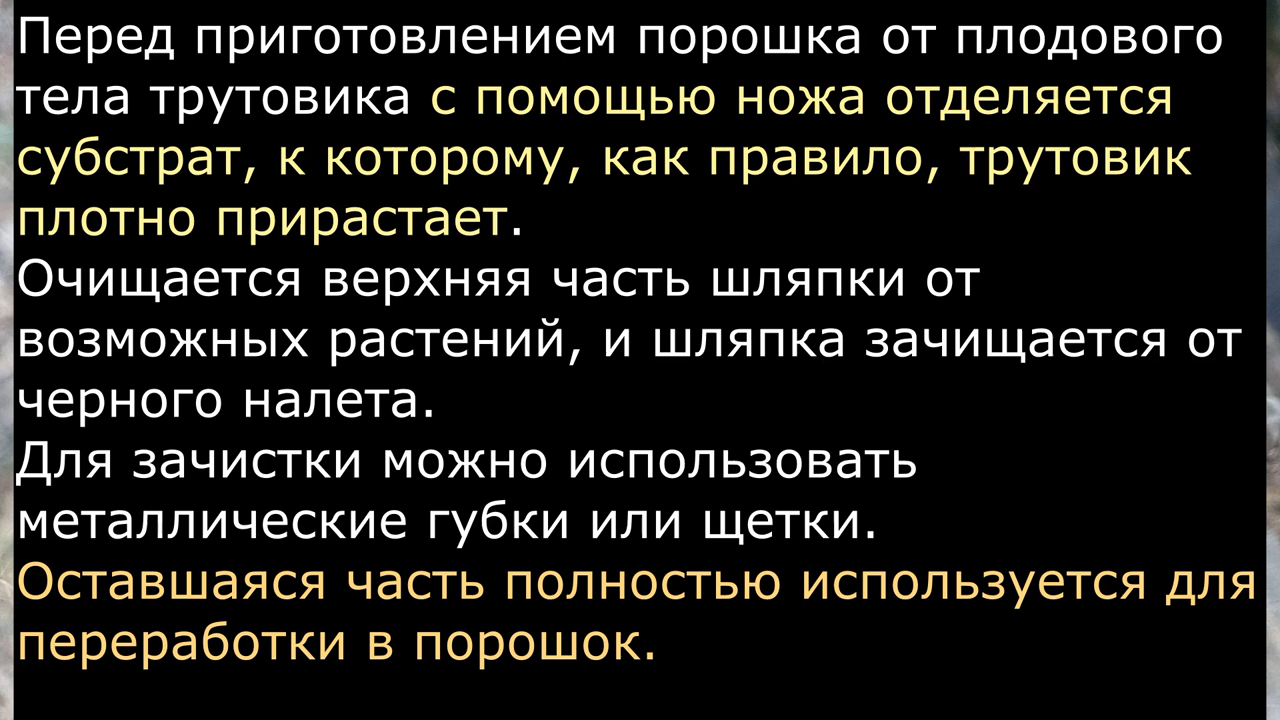 Перед приготовлением порошка от плодового
тела трутовика с помощью ножа отделяется
субстрат, к которому, как правило, трутовик
плотно прирастает.
Очищается верхняя часть шляпки от
возможных растений, и шляпка зачищается от
черного налета.
Для зачистки можно использовать
металлические губки или щетки.
Оставшаяся часть полностью используется для
переработки в порошок.